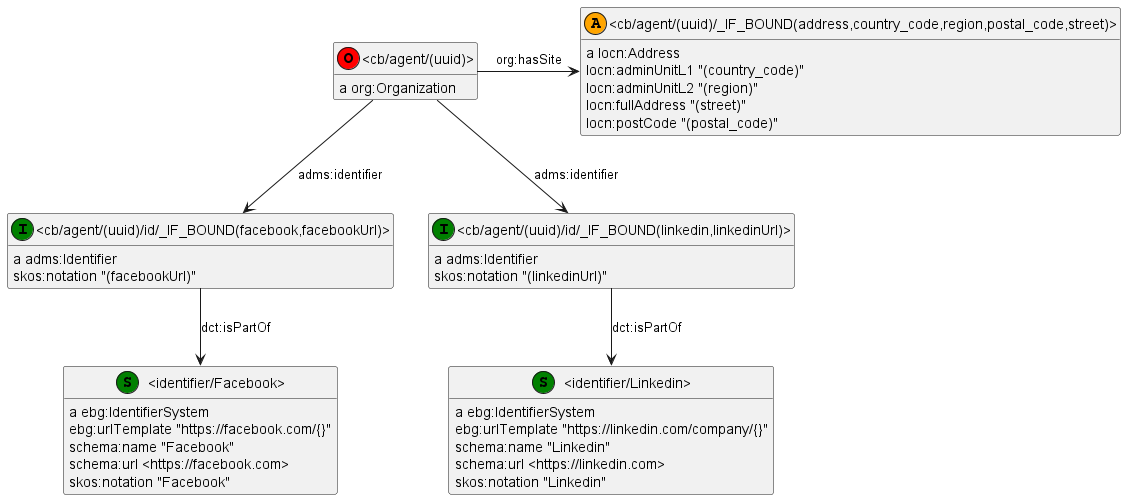 O <cb/agent/(uuid)>
a org:Organization
org:hasSite
A <cb/agent/(uuid)/_IF_BOUND(address,country_code,region,postal_code,street)>
a locn:Address
locn:adminUnitL1 "(country_code)"
locn:adminUnitL2 "(region)"
locn:fullAddress "(street)"
locn:postCode "(postal_code)"
adms:identifier
adms:identifier
I <cb/agent/(uuid)/id/_IF_BOUND(facebook,facebookUrl)>
a adms:Identifier
skos:notation "(facebookUrl)"
I <cb/agent/(uuid)/id/_IF_BOUND(linkedin,linkedinUrl)>
a adms:Identifier
skos:notation "(linkedinUrl)"
dct:isPartOf
dct:isPartOf
S <identifier/Facebook>
a ebg:IdentifierSystem
ebg:urlTemplate "https://facebook.com/{}"
schema:name "Facebook"
schema:url <https://facebook.com>
skos:notation "Facebook"
S <identifier/Linkedin>
a ebg:IdentifierSystem
ebg:urlTemplate "https://linkedin.com/company/{}"
schema:name "Linkedin"
schema:url <https://linkedin.com>
skos:notation "Linkedin"